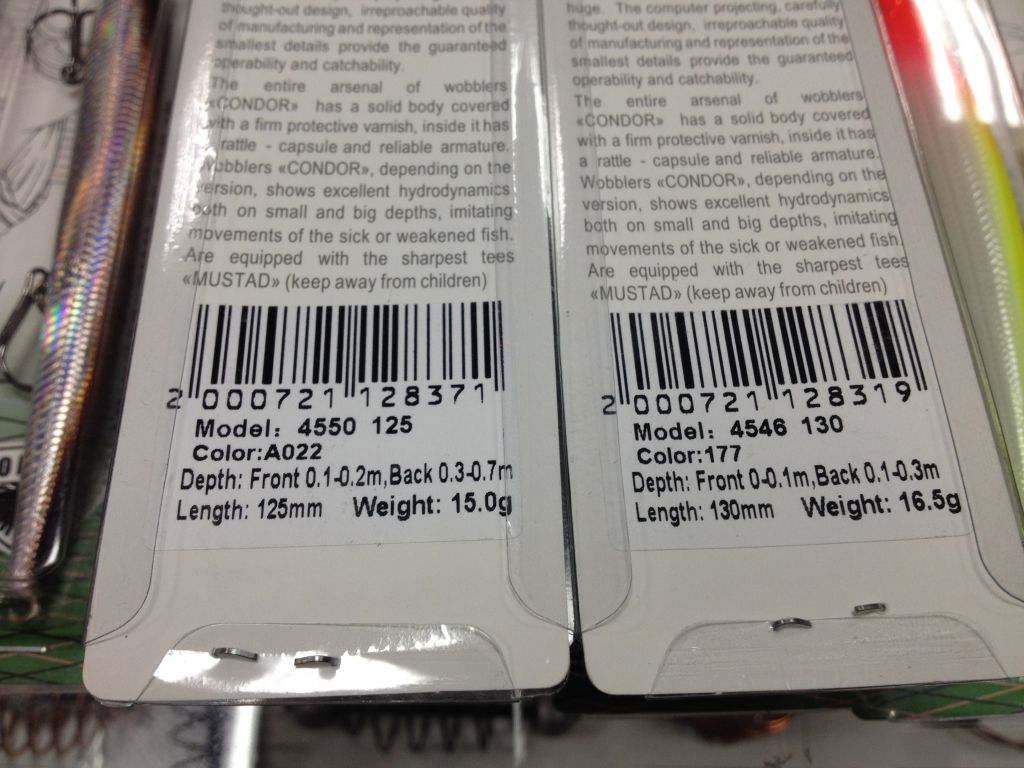 thought-out design, irreproachable quality
of manufacturing and representation of the
smallest details provide the guaranteed
operability and catchability.
The entire arsenal of wobblers
«CONDOR» has a solid body covered
with a firm protective varnish, inside it has
rattle - capsule and reliable armature.
Wobblers «CONDOR», depending on the
version, shows excellent hydrodynamics
both on small and big depths, imitating
movements of the sick or weakened fish.
Are equipped with the sharpest tees
«MUSTAD» (keep away from children)
2 000721 128371
Model: 4550 125
Color:A022
Depth: Front 0.1-0.2m,Back 0.3-0.7m
Length: 125mm Weight: 15.0g
huge. The computer projecting, carefully
thought-out design, irreproachable quality
of manufacturing and representation of the
smallest details provide the guaranteed
operability and catchability.
The entire arsenal of wobblers
«CONDOR» has a solid body covered
with a firm protective varnish, inside it has
a rattle - capsule and reliable armature.
Wobblers «CONDOR», depending on the
version, shows excellent hydrodynamics
both on small and big depths, imitating
movements of the sick or weakened fish.
Are equipped with the sharpest tees
«MUSTAD» (keep away from children)
2 000721 128319
Model: 4546 130
Color:177
Depth: Front 0-0.1m,Back 0.1-0.3m
Length: 130mm Weight: 16.5g